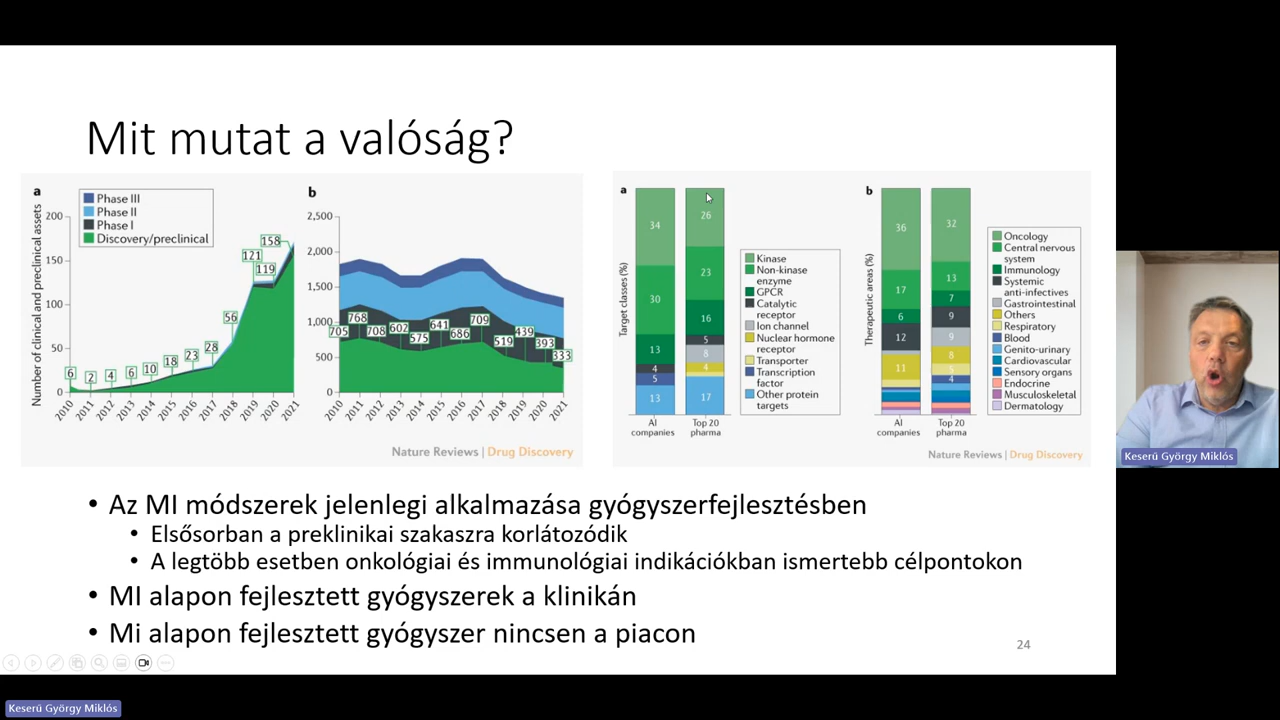 Mit mutat a valóság?
a
Number of clinical and preclinical assets
Phase III
Phase II
Phase I
Discovery/preclinical
200
150
100
50
0
6
2
4
6
10
18
23
28
56
121
119
158
2010
2011
2012
2013
2014
2015
2016
2017
2018
2019
2020
2021
b
2,500
2,000
1,500
1,000
500
0
705
768
708
602
575
641
686
709
519
439
393
333
2010
2011
2012
2013
2014
2015
2016
2017
2018
2019
2020
2021
Nature Reviews | Drug Discovery
a
Target classes (%)
34
30
13
4
5
13
26
23
16
5
8
4
17
AI
companies
Top 20
pharma
Kinase
Non-kinase
enzyme
GPCR
Catalytic
receptor
Ion channel
Nuclear hormone
receptor
Transporter
Transcription
factor
Other protein
targets
b
Therapeutic areas (%)
36
17
6
12
11
32
13
7
9
9
8
5
4
AI
companies
Top 20
pharma
Oncology
Central nervous
system
Immunology
Systemic
anti-infectives
Gastrointestinal
Others
Respiratory
Blood
Genito-urinary
Cardiovascular
Sensory organs
Endocrine
Musculoskeletal
Dermatology
Nature Reviews | Drug Discovery
• Az MI módszerek jelenlegi alkalmazása gyógyszerfejlesztésben
• Elsősorban a preklinikai szakaszra korlátozódik
• A legtöbb esetben onkológiai és immunológiai indikációkban ismertebb célpontokon
• MI alapon fejlesztett gyógyszerek a klinikán
• Mi alapon fejlesztett gyógyszer nincsen a piacon
24
Keserű György Miklós
Keserű György Miklós